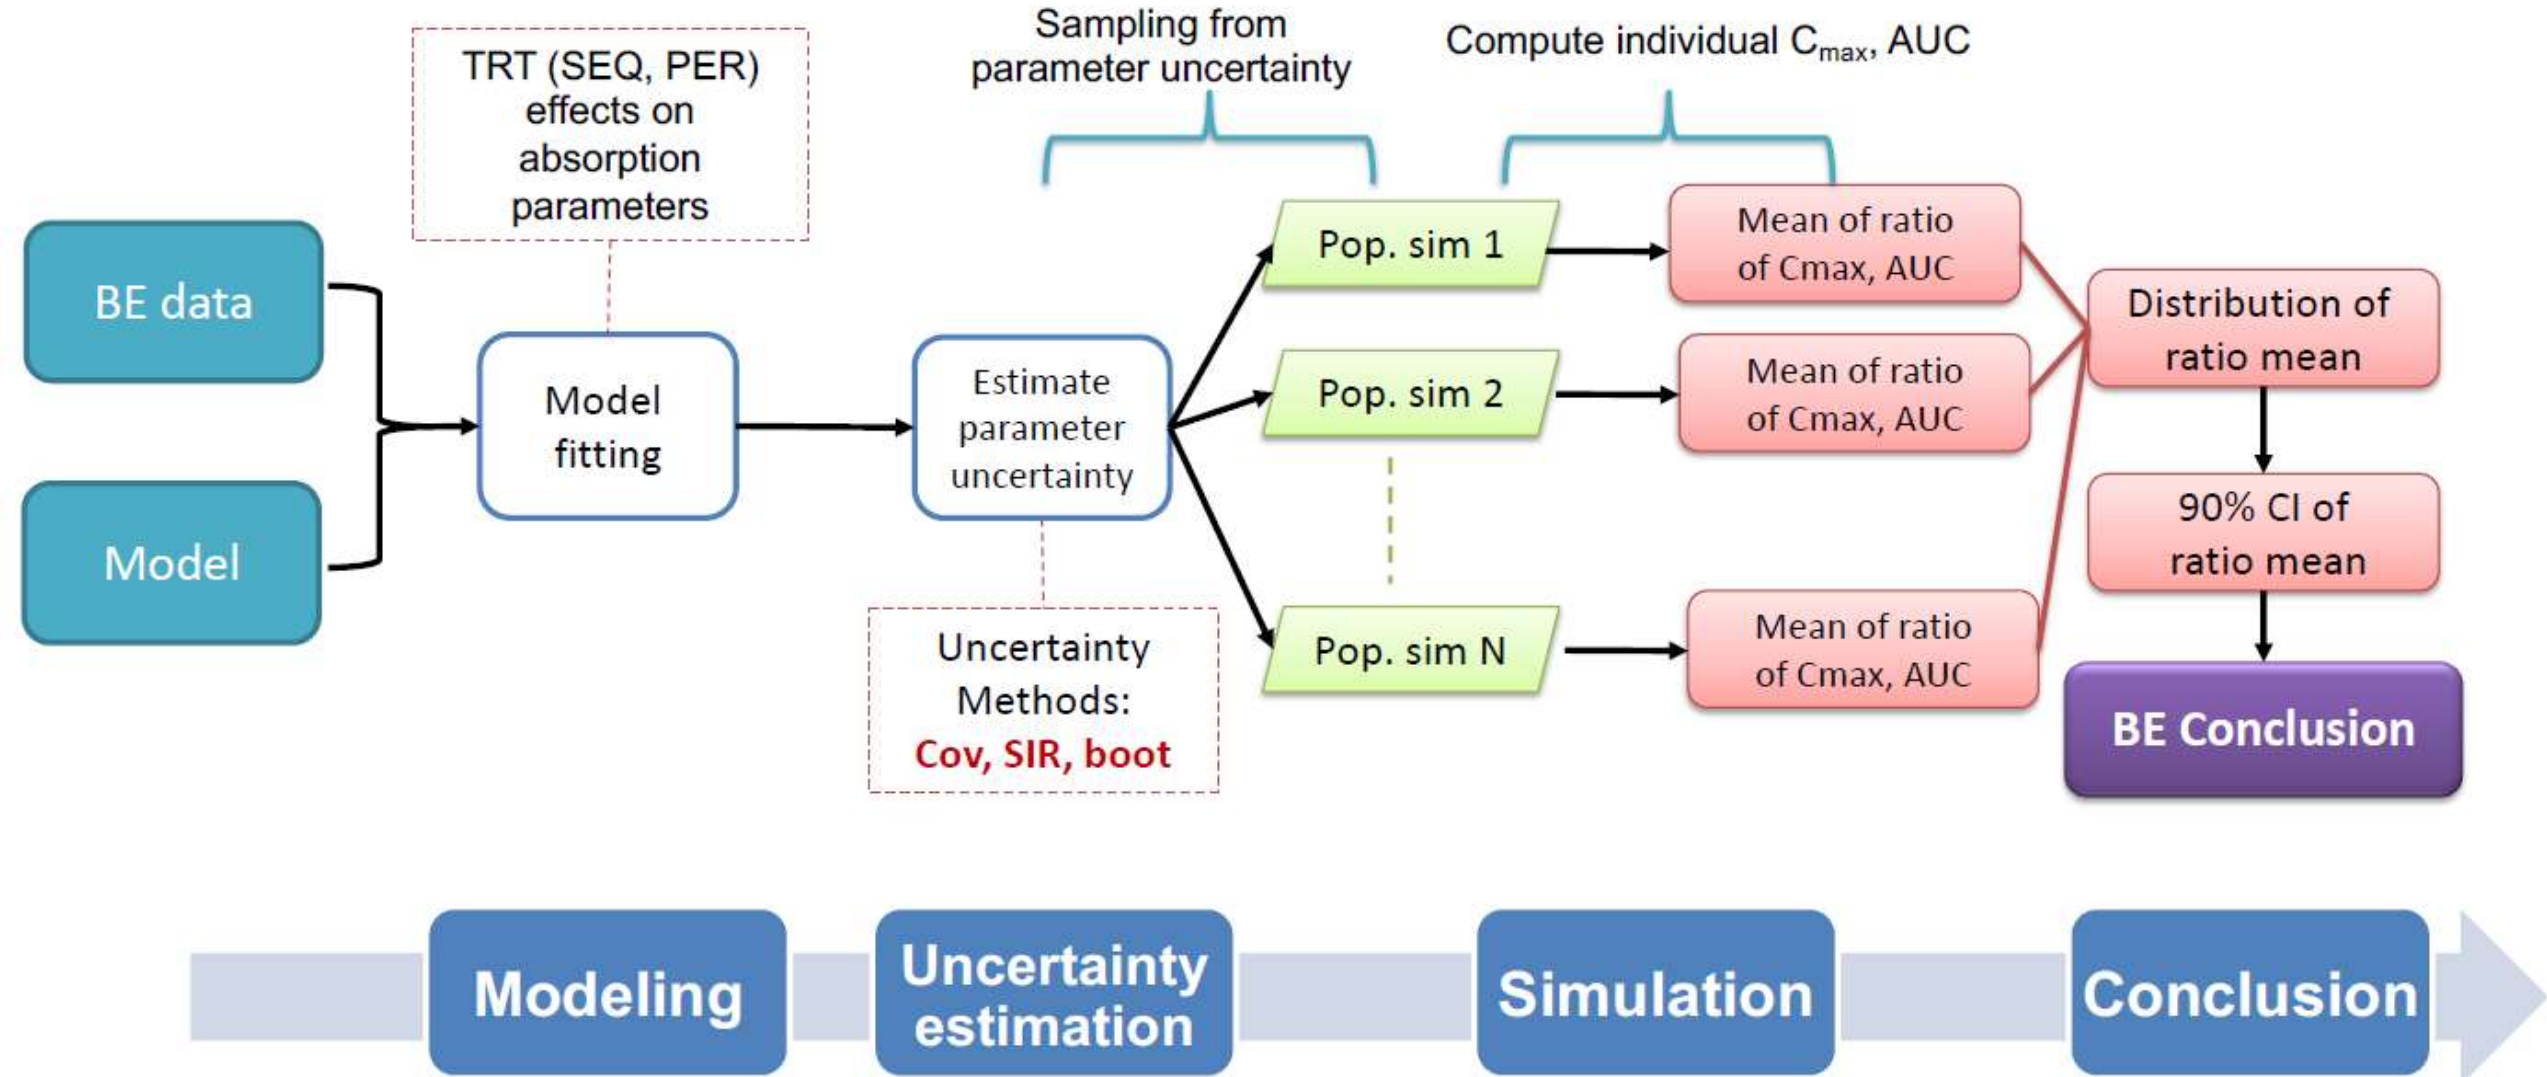 Sampling from
parameter uncertainty
Compute individual Cmax, AUC
TRT (SEQ, PER)
effects on
absorption
parameters
BE data
Model
Model
fitting
Estimate
parameter
uncertainty
Uncertainty
Methods:
Cov, SIR, boot
Pop. sim 1
Pop. sim 2
Pop. sim N
Mean of ratio
of Cmax, AUC
Mean of ratio
of Cmax, AUC
Mean of ratio
of Cmax, AUC
Distribution of
ratio mean
90% CI of
ratio mean
BE Conclusion
Modeling
Uncertainty
estimation
Simulation
Conclusion